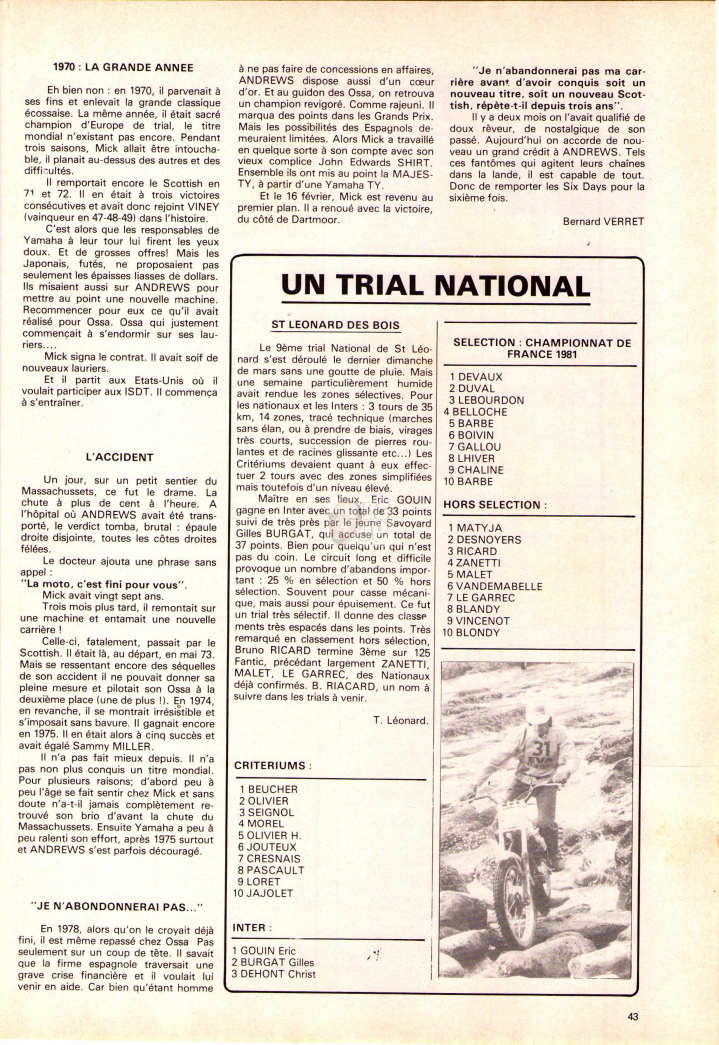 1970 : LA GRANDE ANNEE
Eh bien non : en 1970, il parvenait à
ses fins et enlevait la grande classique
écossaise. La même année, il était sacré
champion d'Europe de trial, le titre
mondial n'existant pas encore. Pendant
trois saisons, Mick allait être intoucha-
ble, il planait au-dessus des autres et des
difficultés.
Il remportait encore le Scottish en
71 et 72. Il en était à trois victoires
consécutives et avait donc rejoint VINEY
(vainqueur en 47-48-49) dans l'histoire.
C'est alors que les responsables de
Yamaha à leur tour lui firent les yeux
doux. Et de grosses offres! Mais les
Japonais, futés, ne proposaient pas
seulement les épaisses liasses de dollars.
Ils misaient aussi sur ANDREWS pour
mettre au point une nouvelle machine.
Recommencer pour eux ce qu'il avait
réalisé pour Ossa. Ossa qui justement
commençait à s'endormir sur ses lau-
riers....
Mick signa le contrat. Il avait soif de
nouveaux lauriers.
Et il partit aux Etats-Unis où il
voulait participer aux ISDT. Il commença
à s'entraîner.
L'ACCIDENT
Un jour, sur un petit sentier du
Massachussets, ce fut le drame. La
chute à plus de cent à l'heure. A
l'hôpital où ANDREWS avait été trans-
porté, le verdict tomba, brutal : épaule
droite disjointe, toutes les côtes droites
fêlées.
Le docteur ajouta une phrase sans
appel :
"La moto, c'est fini pour vous".
Mick avait vingt sept ans.
Trois mois plus tard, il remontait sur
une machine et entamait une nouvelle
carrière !
Celle-ci, fatalement, passait par le
Scottish. Il était là, au départ, en mai 73.
Mais se ressentant encore des séquelles
de son accident il ne pouvait donner sa
pleine mesure et pilotait son Ossa à la
deuxième place (une de plus !). En 1974,
en revanche, il se montrait irrésistible et
s'imposait sans bavure. Il gagnait encore
en 1975. Il en était alors à cinq succès et
avait égalé Sammy MILLER.
Il n'a pas fait mieux depuis. Il n'a
pas non plus conquis un titre mondial.
Pour plusieurs raisons; d'abord peu à
peu l'âge se fait sentir chez Mick et sans
doute n'a-t-il jamais complètement re-
trouvé son brio d'avant la chute du
Massachussets. Ensuite Yamaha a peu à
peu ralenti son effort, après 1975 surtout
et ANDREWS s'est parfois découragé.
"JE N'ABONDONNERAI PAS..."
En 1978, alors qu'on le croyait déjà
fini, il est même repassé chez Ossa Pas
seulement sur un coup de tête. Il savait
que la firme espagnole traversait une
grave crise financière et il voulait lui
venir en aide. Car bien qu'étant homme
à ne pas faire de concessions en affaires,
ANDREWS dispose aussi d'un cœur
d'or. Et au guidon des Ossa, on retrouva
un champion revigoré. Comme rajeuni. Il
marqua des points dans les Grands Prix.
Mais les possibilités des Espagnols de-
meuraient limitées. Alors Mick a travaillé
en quelque sorte à son compte avec son
vieux complice John Edwards SHIRT.
Ensemble ils ont mis au point la MAJES-
TY, à partir d'une Yamaha TY.
Et le 16 février, Mick est revenu au
premier plan. Il a renoué avec la victoire,
du côté de Dartmoor.
"Je n'abandonnerai pas ma car-
rière avant d'avoir conquis soit un
nouveau titre, soit un nouveau Scot-
tish, répète-t-il depuis trois ans".
Il y a deux mois on l'avait qualifié de
doux rêveur, de nostalgique de son
passé. Aujourd'hui on accorde de nou-
veau un grand crédit à ANDREWS. Tels
ces fantômes qui agitent leurs chaînes
dans la lande, il est capable de tout.
Donc de remporter les Six Days pour la
sixième fois.
Bernard VERRET
UN TRIAL NATIONAL
ST LEONARD DES BOIS
Le 9ème trial National de St Léo-
nard s'est déroulé le dernier dimanche
de mars sans une goutte de pluie. Mais
une semaine particulièrement humide
avait rendue les zones sélectives. Pour
les nationaux et les Inters : 3 tours de 35
km, 14 zones, tracé technique (marches
sans élan, ou à prendre de biais, virages
très courts, succession de pierres rou-
lantes et de racines glissante etc...) Les
Critériums devaient quant à eux effec-
tuer 2 tours avec des zones simplifiées
mais toutefois d'un niveau élevé.
Maître en ses lieux, Eric GOUIN
gagne en Inter avec un total de 33 points
suivi de très près par le jeune Savoyard
Gilles BURGAT, qui accuse un total de
37 points. Bien pour quelqu'un qui n'est
pas du coin. Le circuit long et difficile
provoque un nombre d'abandons impor-
tant : 25 % en sélection et 50 % hors
sélection. Souvent pour casse mécani-
que, mais aussi pour épuisement. Ce fut
un trial très sélectif. Il donne des classe
ments très espacés dans les points. Très
remarqué en classement hors sélection,
Bruno RICARD termine 3ème sur 125
Fantic, précédant largement ZANETTI,
MALET, LE GARREC, des Nationaux
déjà confirmés. B. RIACARD, un nom à
suivre dans les trials à venir.
T. Léonard.
CRITERIUMS :
1 BEUCHER
2 OLIVIER
3 SEIGNOL
4 MOREL
5 OLIVIER H.
6 JOUTEUX
7 CRESNAIS
8 PASCAULT
9 LORET
10 JAJOLET
INTER :
1 GOUIN Eric
2 BURGAT Gilles
3 DEHONT Christ
SELECTION : CHAMPIONNAT DE
FRANCE 1981
1 DEVAUX
2 DUVAL
3 LEBOURDON
4 BELLOCHE
5 BARBE
6 BOIVIN
7 GALLOU
8 LHIVER
9 CHALINE
10 BARBE
HORS SELECTION :
1 MATYJA
2 DESNOYERS
3 RICARD
4 ZANETTI
5 MALET
6 VANDEMABELLE
7 LE GARREC
8 BLANDY
9 VINCENOT
10 BLONDY
31
43